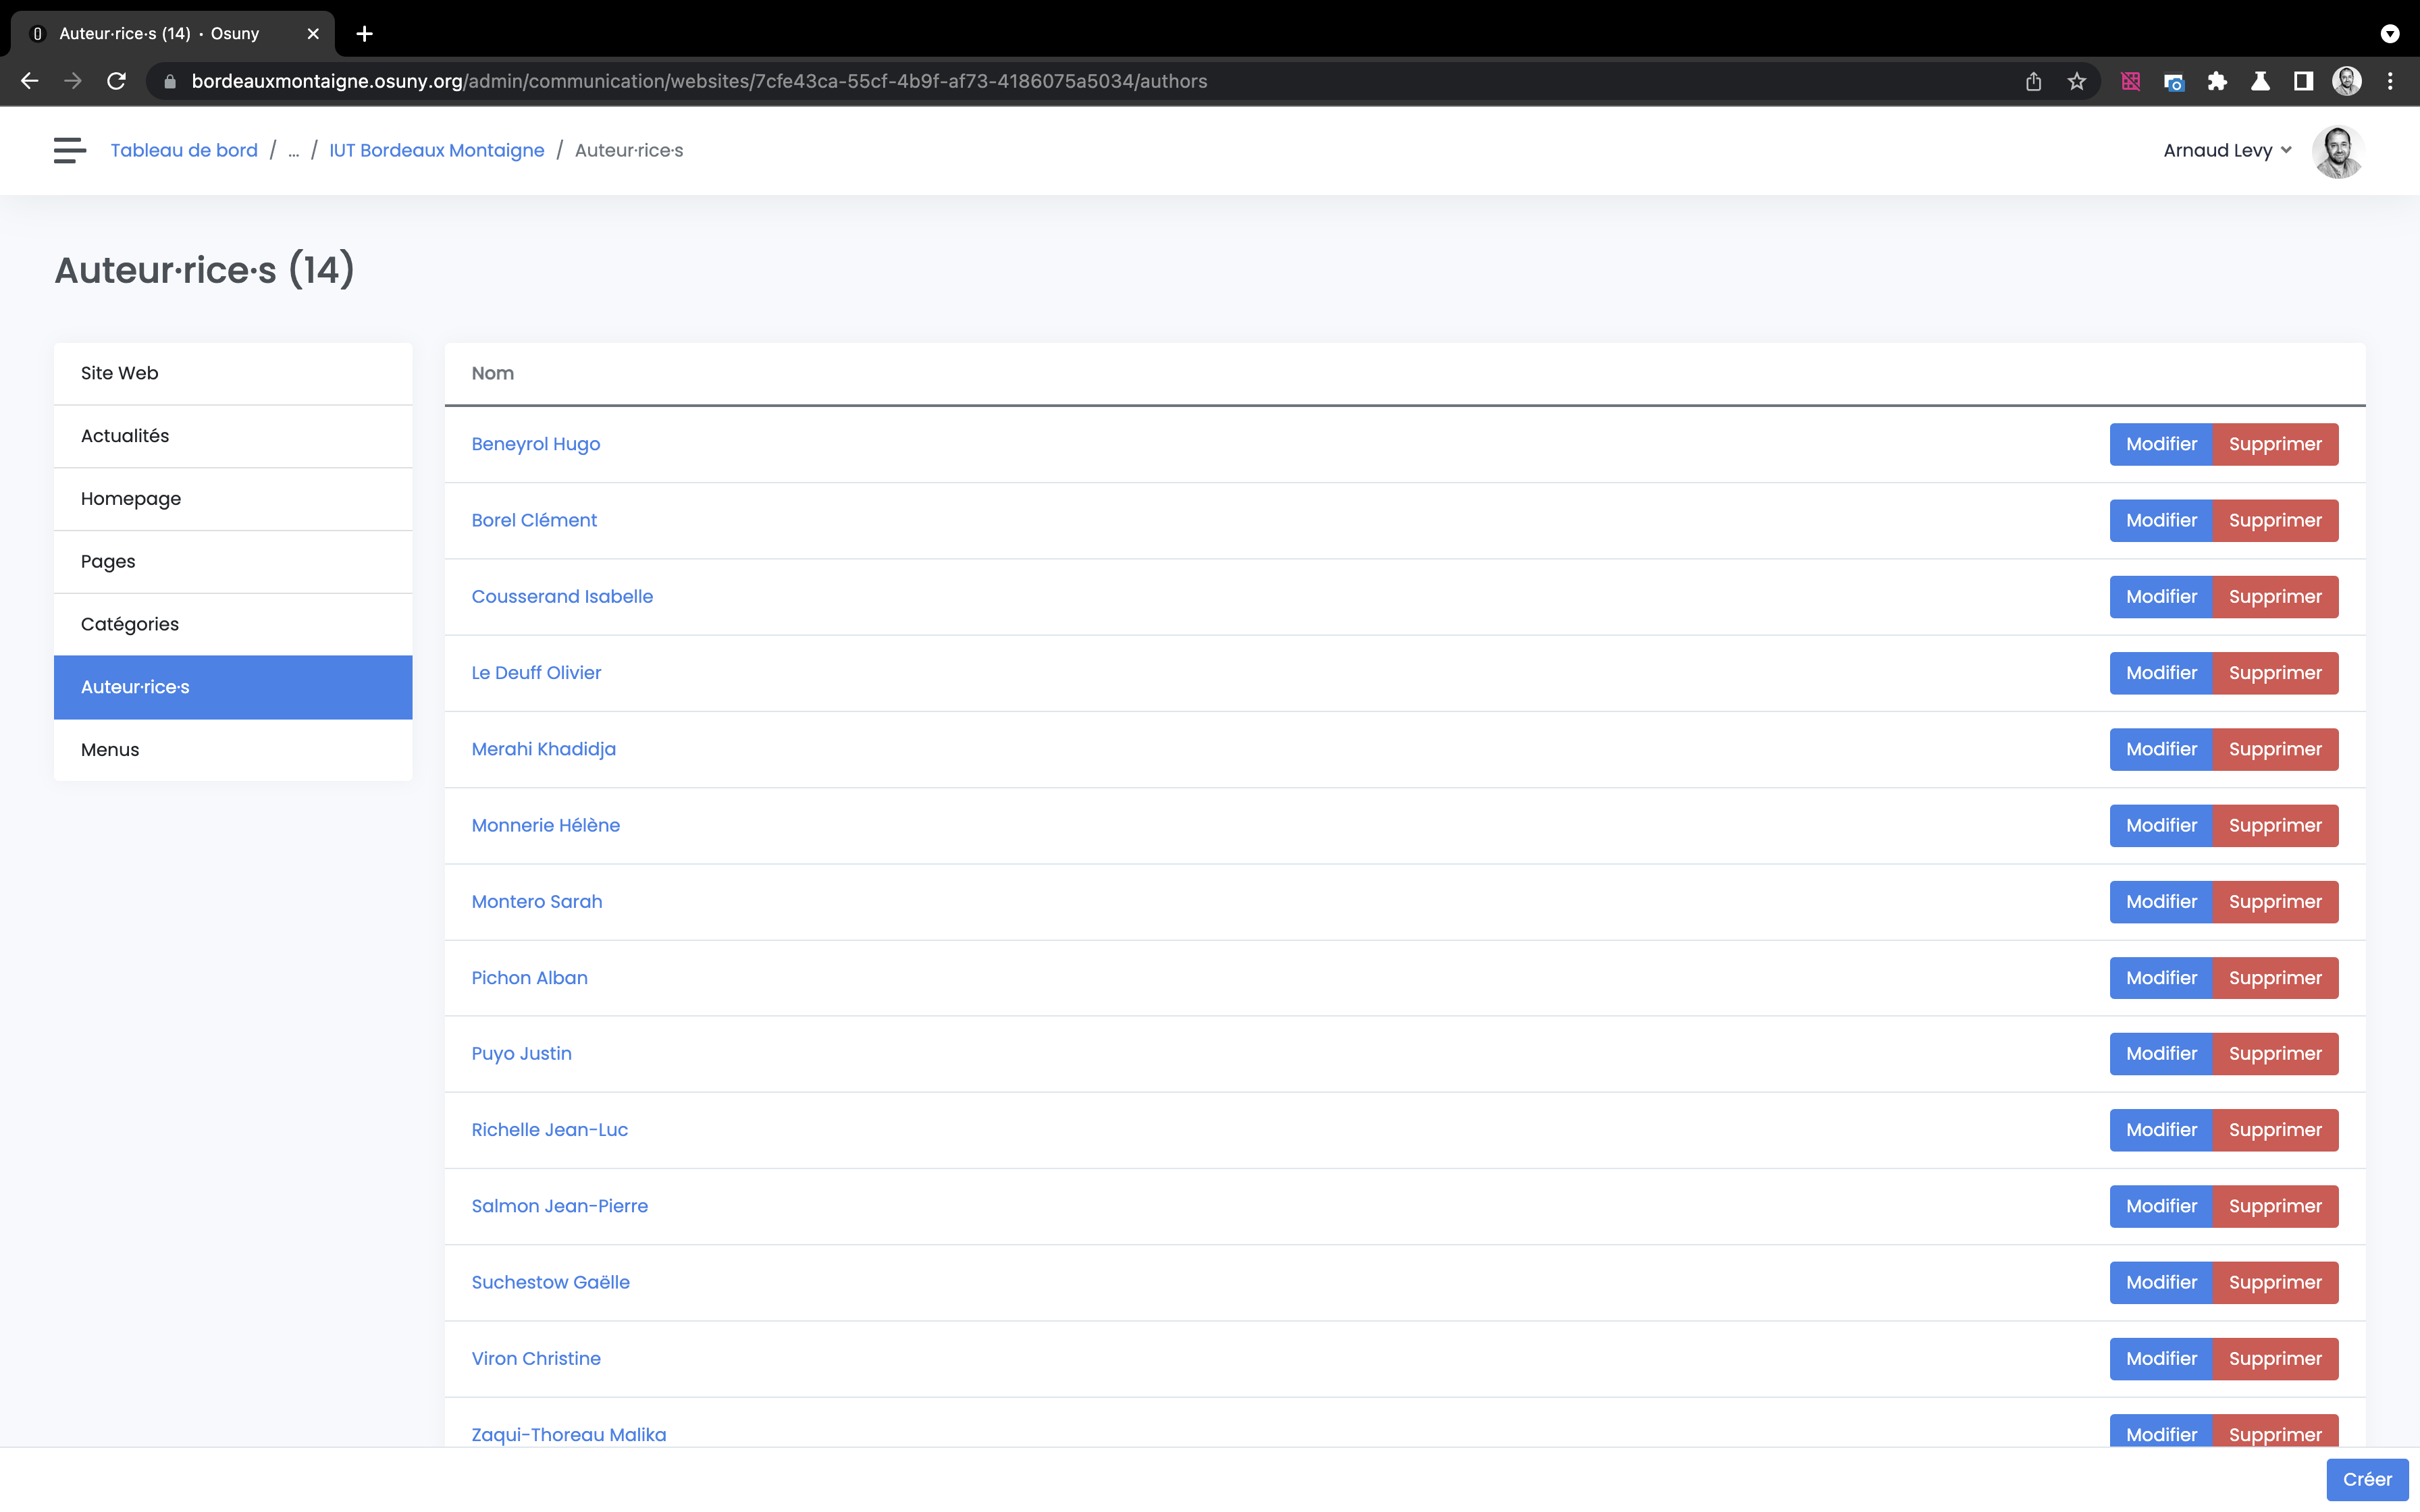 Auteur·rice·s (14) · Osuny
bordeauxmontaigne.osuny.org/admin/communication/websites/7cfe43ca-55cf-4b9f-af73-4186075a5034/authors
Tableau de bord / ... / IUT Bordeaux Montaigne / Auteur·rice·s
Arnaud Levy
Auteur·rice·s (14)
Site Web
Actualités
Homepage
Pages
Catégories
Auteur·rice·s
Menus
Nom
Beneyrol Hugo Modifier Supprimer
Borel Clément Modifier Supprimer
Cousserand Isabelle Modifier Supprimer
Le Deuff Olivier Modifier Supprimer
Merahi Khadidja Modifier Supprimer
Monnerie Hélène Modifier Supprimer
Montero Sarah Modifier Supprimer
Pichon Alban Modifier Supprimer
Puyo Justin Modifier Supprimer
Richelle Jean-Luc Modifier Supprimer
Salmon Jean-Pierre Modifier Supprimer
Suchestow Gaëlle Modifier Supprimer
Viron Christine Modifier Supprimer
Zaqui-Thoreau Malika Modifier Supprimer
Créer